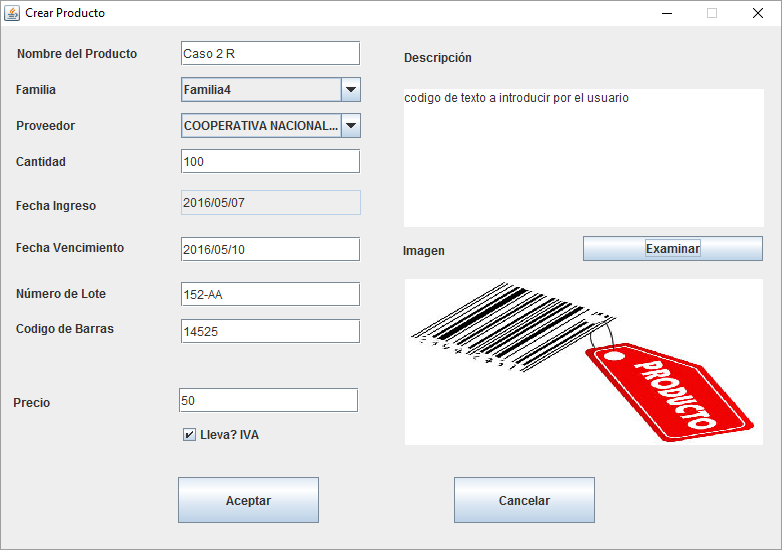 Crear Producto
Nombre del Producto
Caso 2 R
Familia
Familia4
Proveedor
COOPERATIVA NACIONAL...
Cantidad
100
Fecha Ingreso
2016/05/07
Fecha Vencimiento
2016/05/10
Número de Lote
152-AA
Codigo de Barras
14525
Precio
50
Lleva? IVA
Descripción
codigo de texto a introducir por el usuario
Imagen
Examinar
PRODUCTO
Aceptar
Cancelar